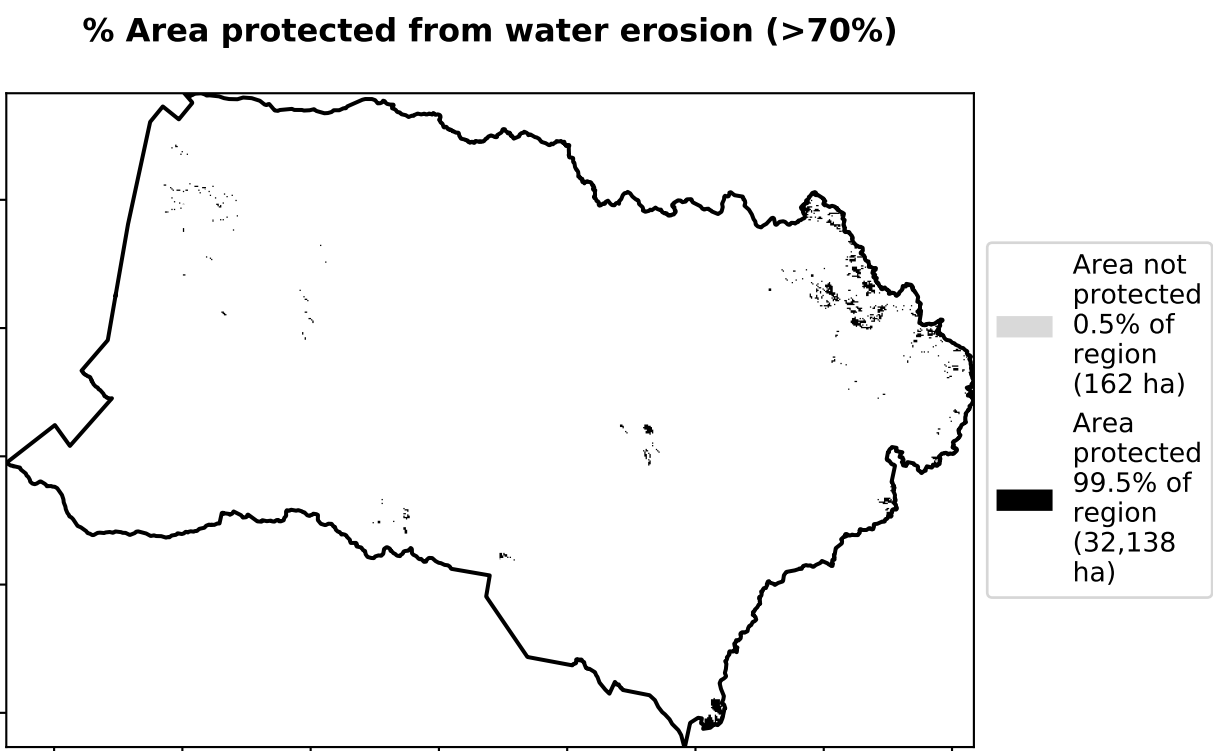 % Area protected from water erosion (>70%)
Area not
protected
0.5% of
region
(162 ha)
Area
protected
99.5% of
region
(32,138
ha)